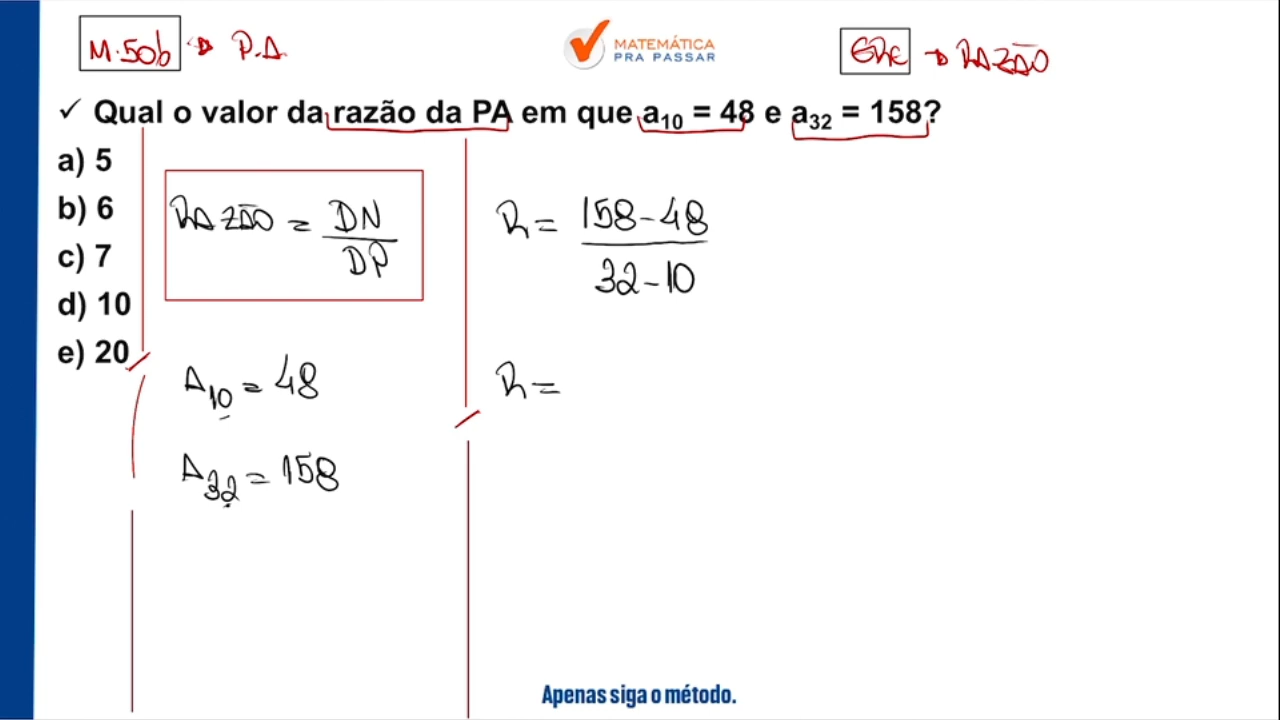 M.50b → P.A
MATEMÁTICA
PRA PASSAR
→ RAZÃO
✓ Qual o valor da razão da PA em que a₁₀ = 48 e a₃₂ = 158?
a) 5
b) 6
c) 7
d) 10
e) 20
RAZÃO = DN
DP
A₁₀ = 48
A₃₂ = 158
R = 158-48
32-10
R =
Apenas siga o método.